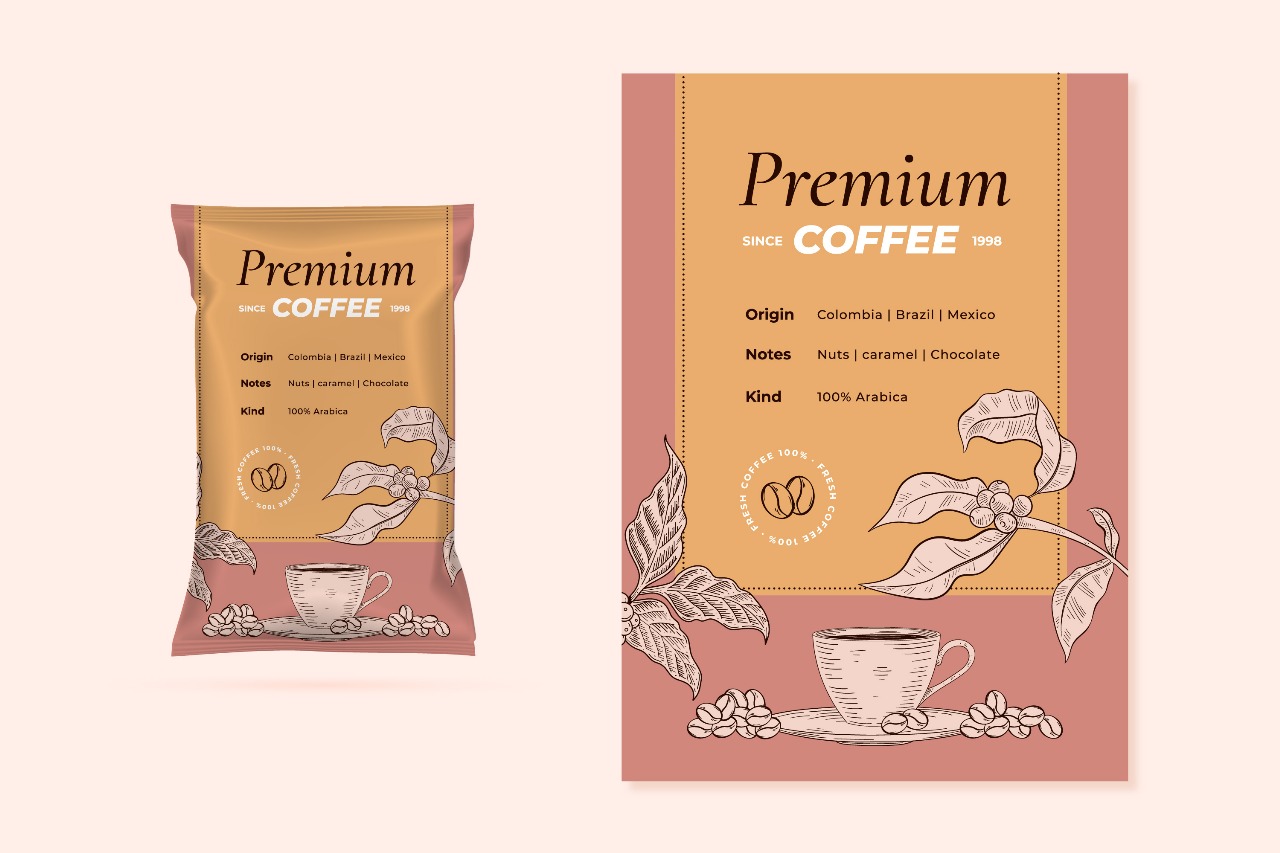 Premium
SINCE COFFEE 1998
Origin Colombia | Brazil | Mexico
Notes Nuts | caramel | Chocolate
Kind 100% Arabica
FRESH COFFEE 100% · FRESH COFFEE 100% ·
Premium
SINCE COFFEE 1998
Origin Colombia | Brazil | Mexico
Notes Nuts | caramel | Chocolate
Kind 100% Arabica
FRESH COFFEE 100% · FRESH COFFEE 100% ·